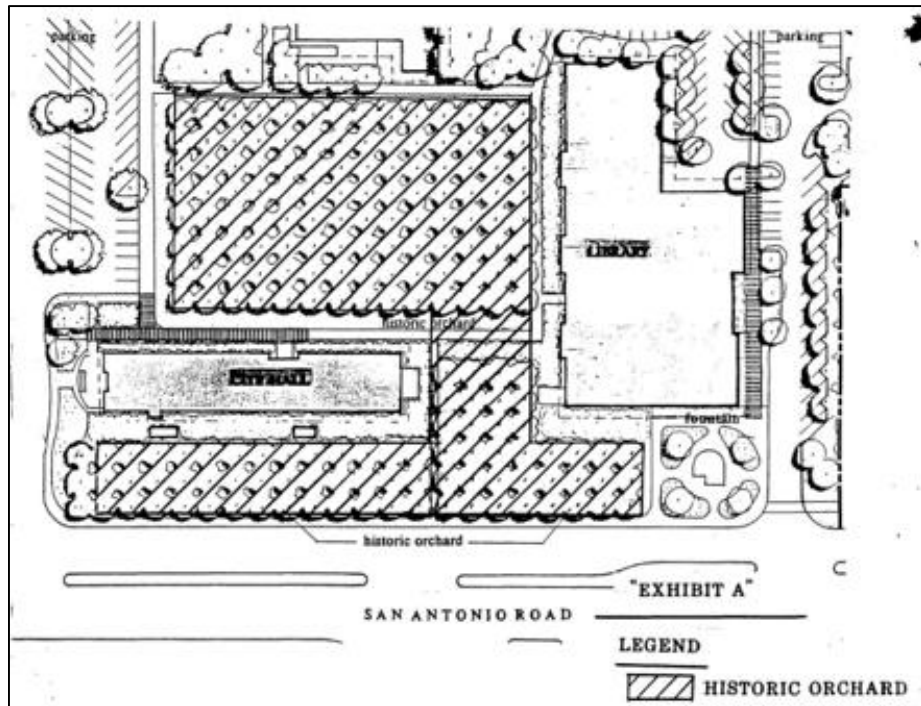 parking
parking
LIBRARY
historic orchard
CITY HALL
fountain
historic orchard
"EXHIBIT A"
SAN ANTONIO ROAD
LEGEND
HISTORIC ORCHARD